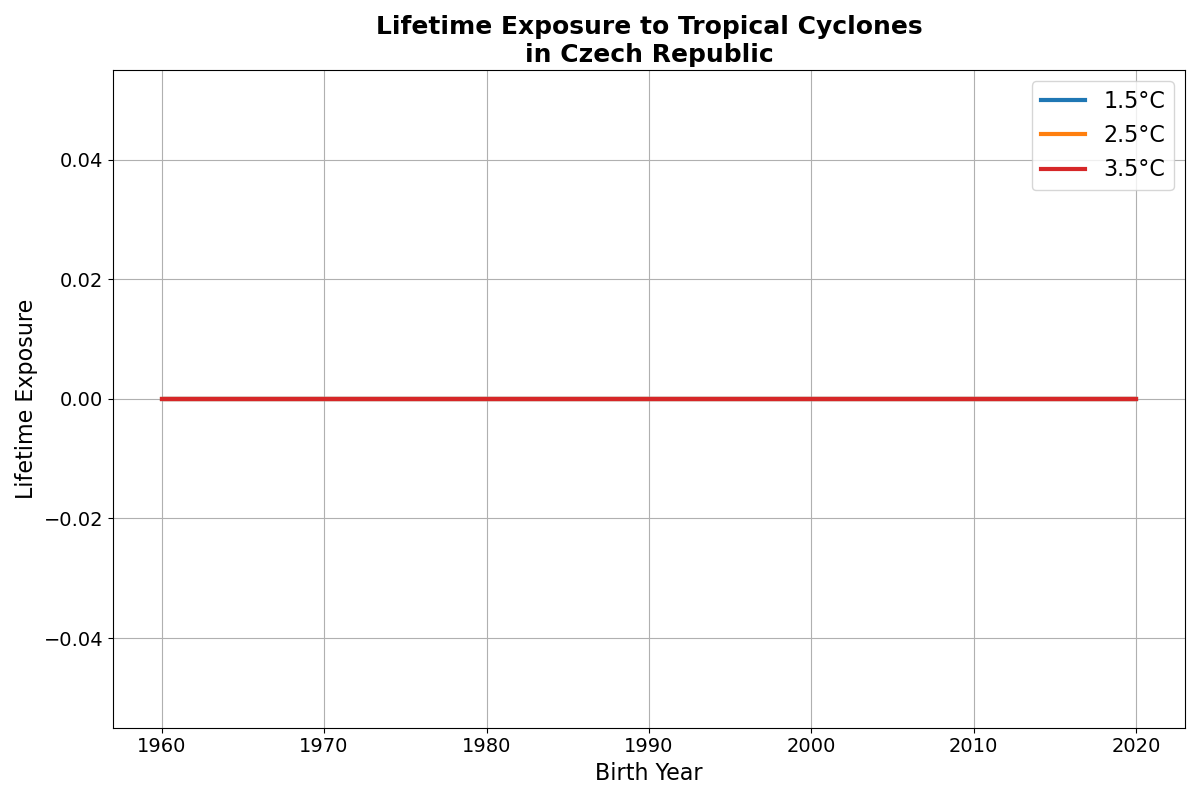 Lifetime Exposure to Tropical Cyclones
in Czech Republic
1.5°C
2.5°C
3.5°C
Lifetime Exposure
0.04
0.02
0.00
−0.02
−0.04
1960 1970 1980 1990 2000 2010 2020
Birth Year